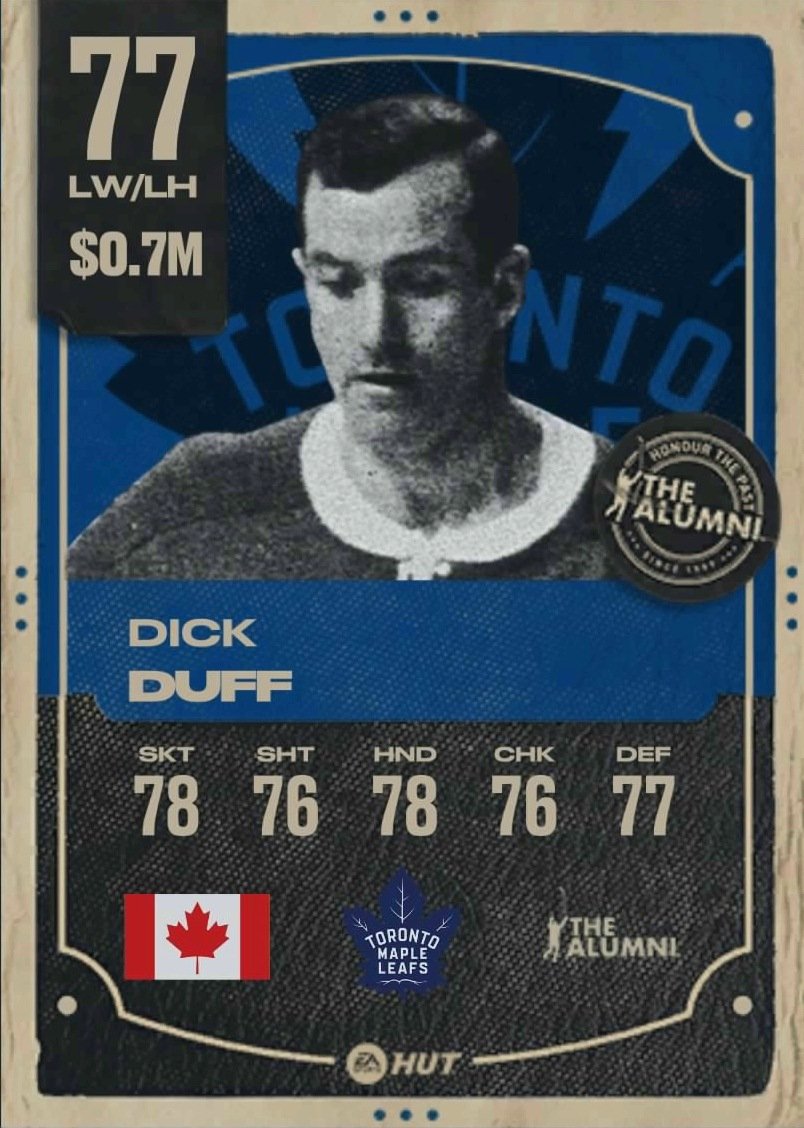 77
LW/LH
$0.7M
TORONTO
HONOUR THE PAST
THE
ALUMNI
DICK
DUFF
SKT SHT HND CHK DEF
78 76 78 76 77
TORONTO
MAPLE
LEAFS
THE
ALUMNI
EA
HUT